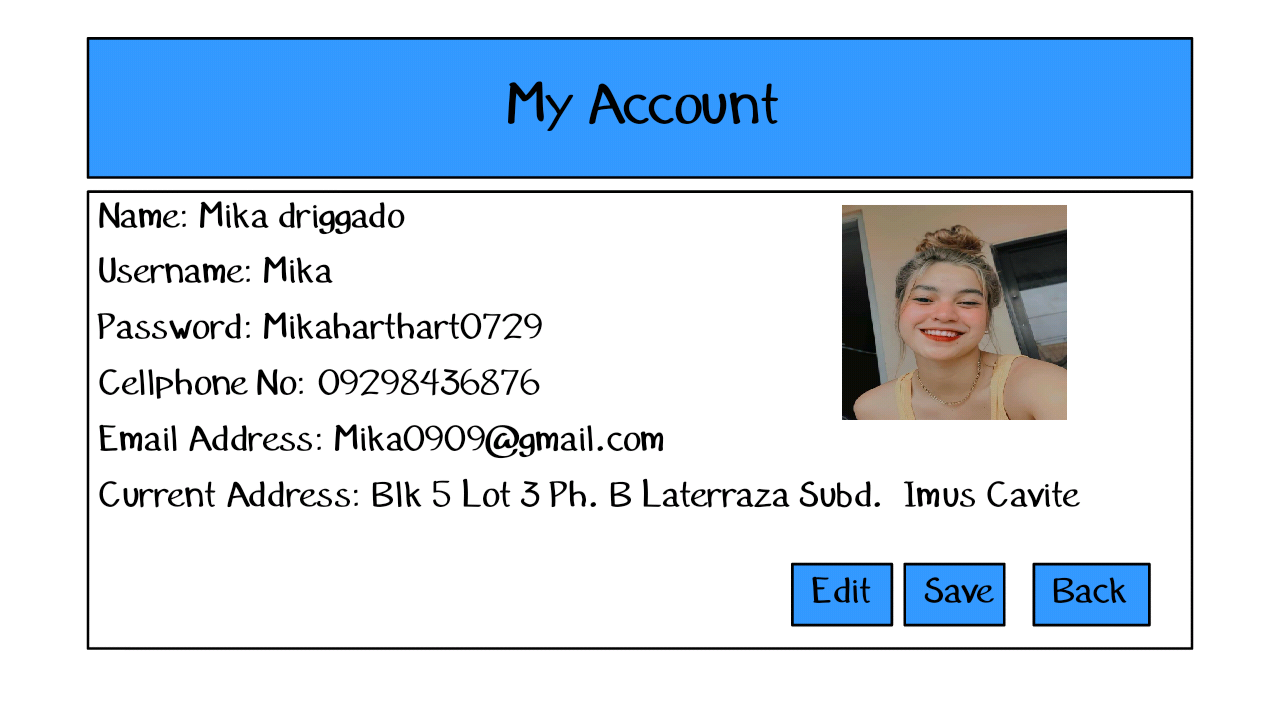 My Account
Name: Mika driggado
Username: Mika
Password: Mikaharthart0729
Cellphone No: 09298436876
Email Address: Mika0909@gmail.com
Current Address: Blk 5 Lot 3 Ph. B Laterraza Subd. Imus Cavite
Edit Save Back